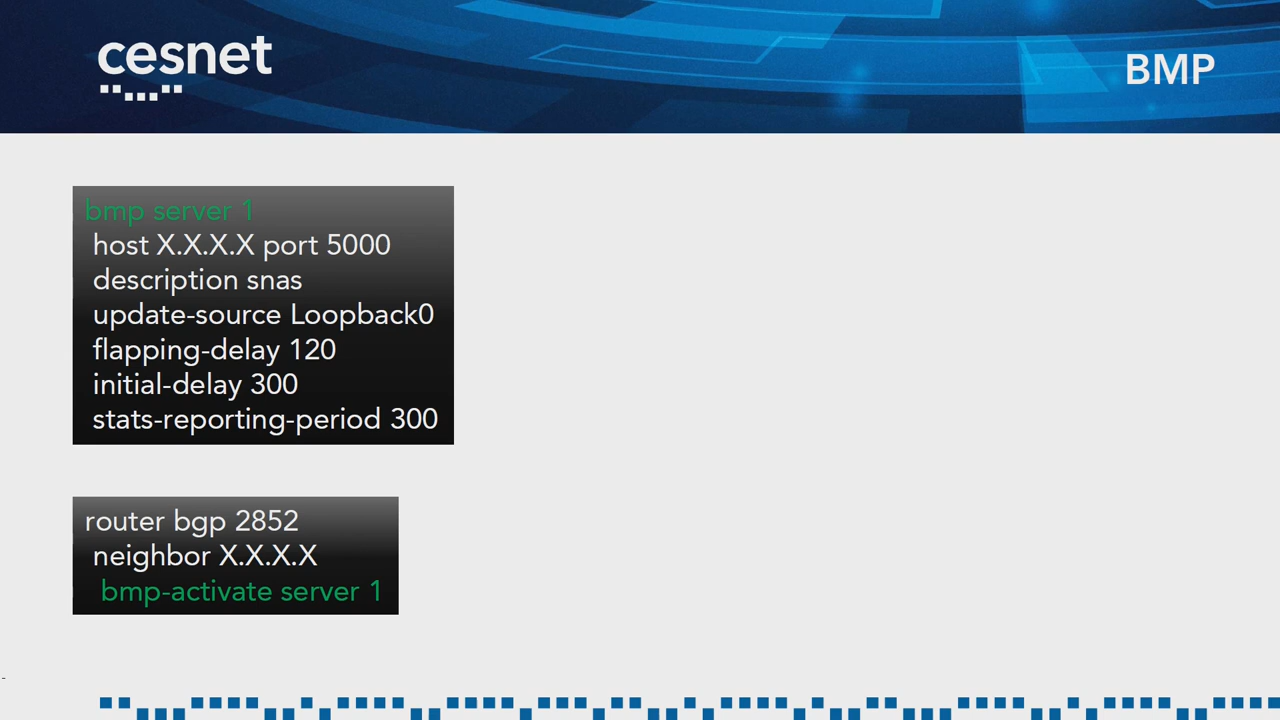 cesnet
BMP
bmp server 1
host X.X.X.X port 5000
description snas
update-source Loopback0
flapping-delay 120
initial-delay 300
stats-reporting-period 300
router bgp 2852
neighbor X.X.X.X
bmp-activate server 1
-